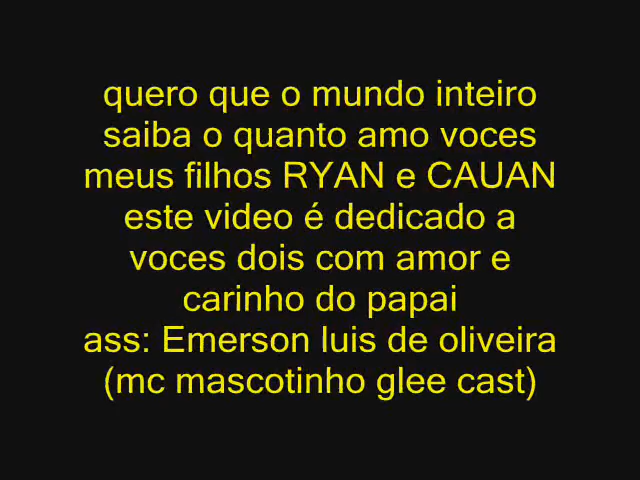 quero que o mundo inteiro
saiba o quanto amo voces
meus filhos RYAN e CAUAN
este video é dedicado a
voces dois com amor e
carinho do papai
ass: Emerson luis de oliveira
(mc mascotinho glee cast)